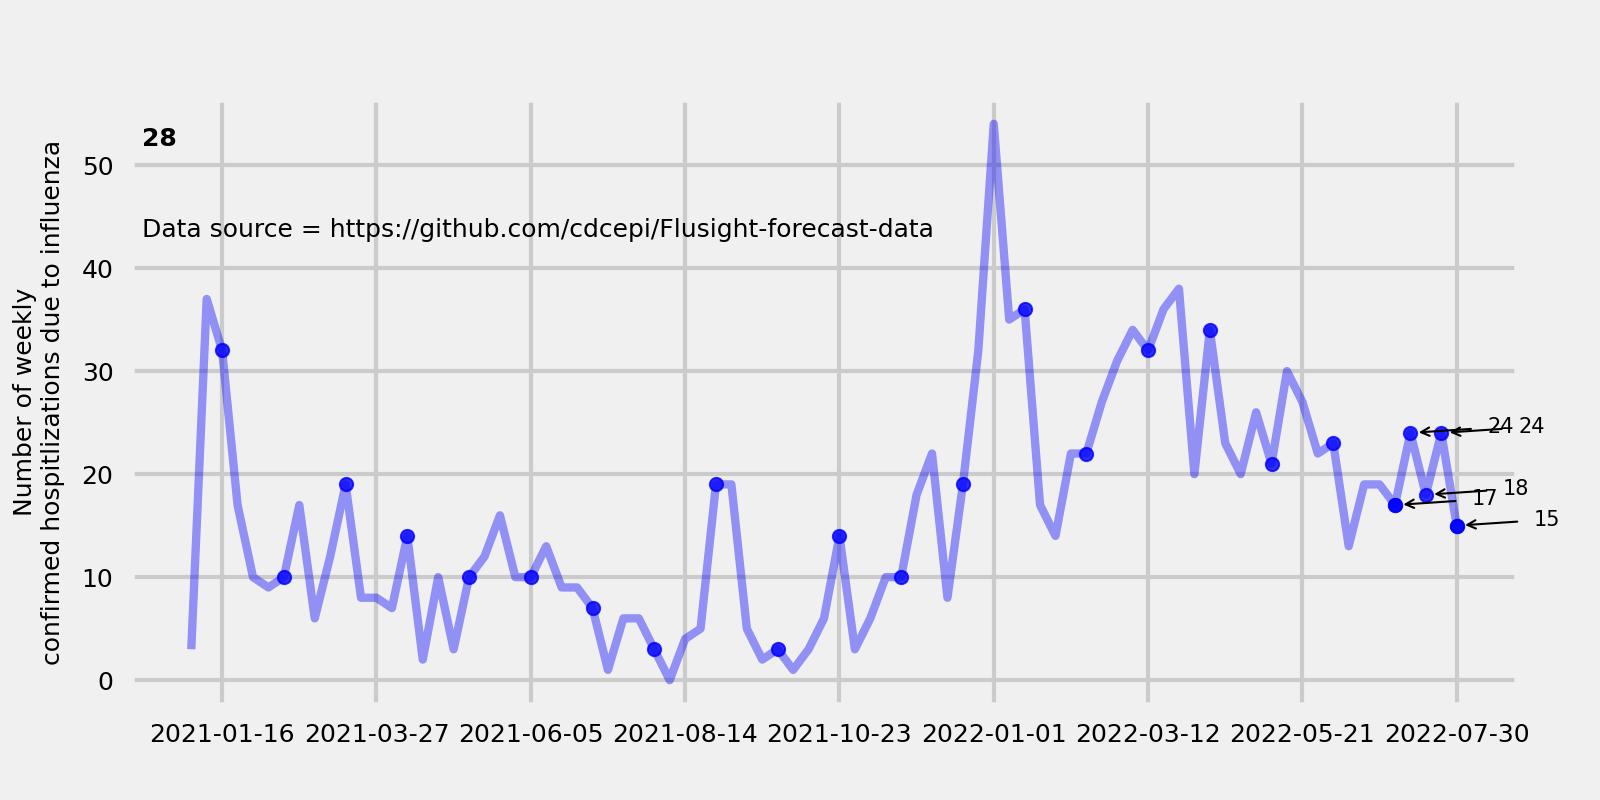 28
50
Data source = https://github.com/cdcepi/Flusight-forecast-data
40
30
20
10
0
Number of weekly
confirmed hospitlizations due to influenza
24 24
18
17
15
2021-01-16 2021-03-27 2021-06-05 2021-08-14 2021-10-23 2022-01-01 2022-03-12 2022-05-21 2022-07-30